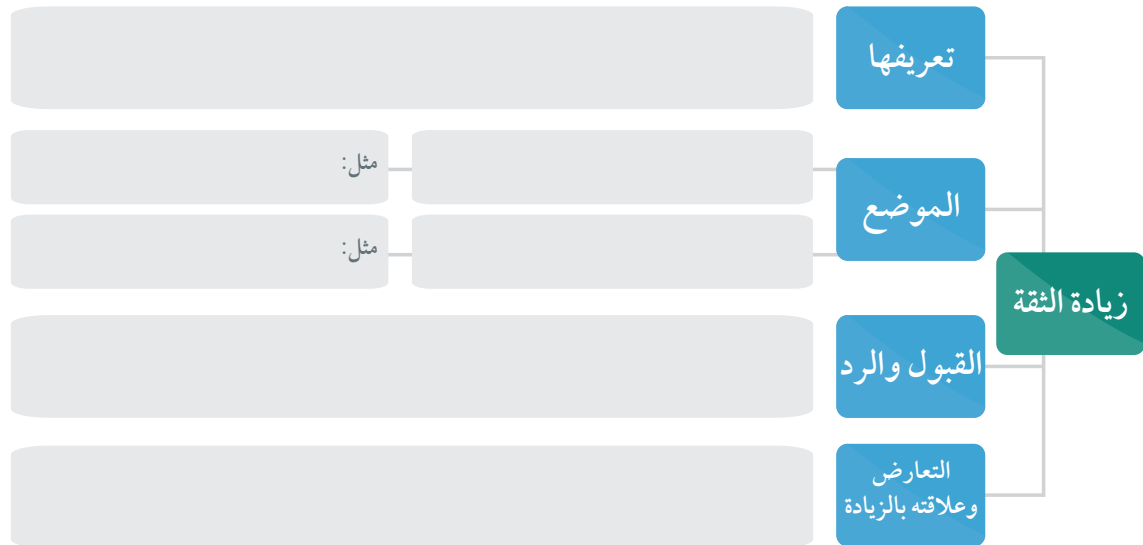 زيادة الثقة
تعريفها
الموضع
مثل:
مثل:
القبول والرد
التعارض
وعلاقته بالزيادة